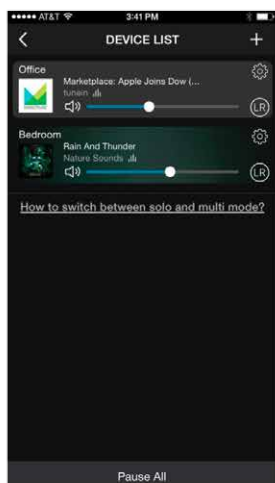 AT&T 3:41 PM
DEVICE LIST
Office
Marketplace: Apple Joins Dow (...
tunein
LR
Bedroom
Rain And Thunder
Nature Sounds
LR
How to switch between solo and multi mode?
Pause All